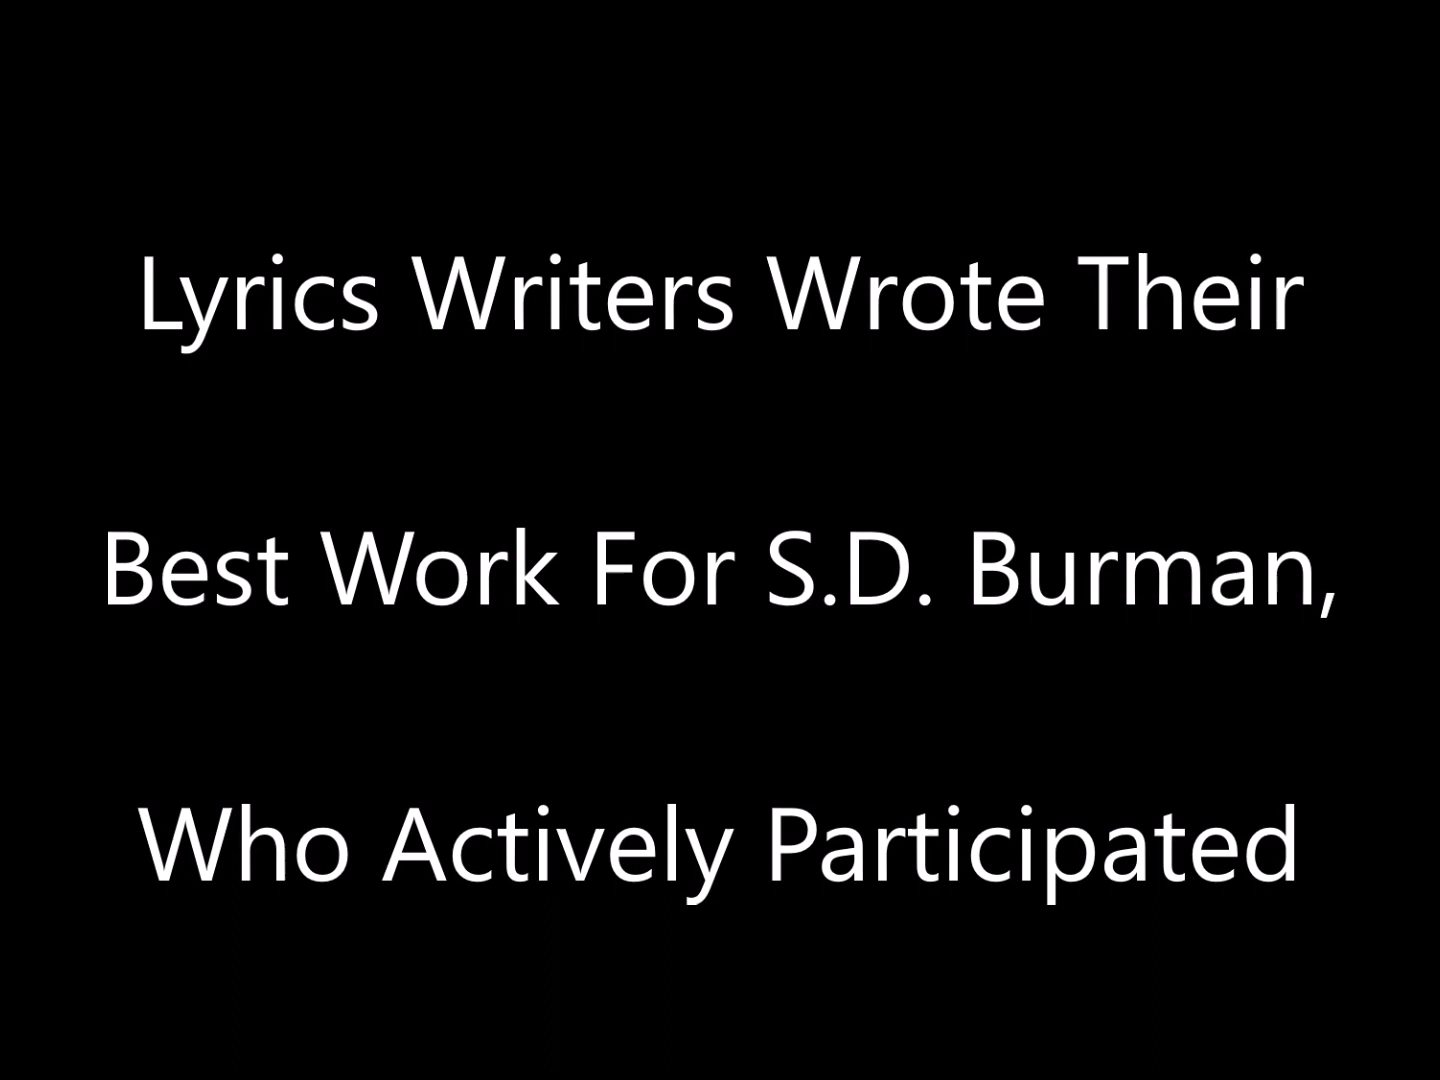 Lyrics Writers Wrote Their
Best Work For S.D. Burman,
Who Actively Participated